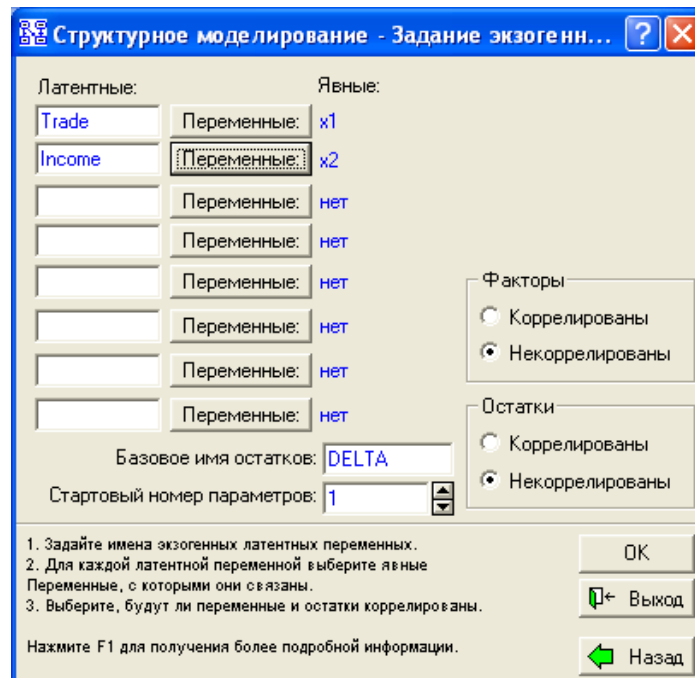 Структурное моделирование - Задание экзогенн...
Латентные: Явные:
Trade Переменные: x1
Income Переменные: x2
Переменные: нет
Переменные: нет
Переменные: нет
Переменные: нет
Переменные: нет
Переменные: нет
Факторы
Коррелированы
Некоррелированы
Остатки
Коррелированы
Некоррелированы
Базовое имя остатков: DELTA
Стартовый номер параметров: 1
1. Задайте имена экзогенных латентных переменных.
2. Для каждой латентной переменной выберите явные
Переменные, с которыми они связаны.
3. Выберите, будут ли переменные и остатки коррелированы.
Нажмите F1 для получения более подробной информации.
OK
Выход
Назад